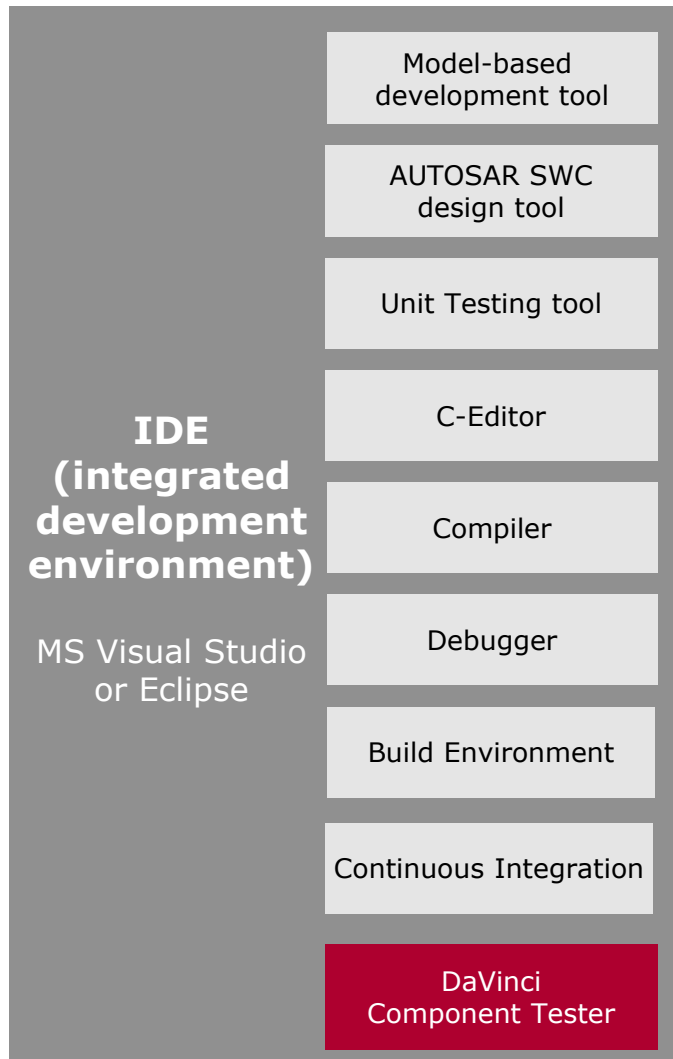 IDE
(integrated
development
environment)
MS Visual Studio
or Eclipse
Model-based
development tool
AUTOSAR SWC
design tool
Unit Testing tool
C-Editor
Compiler
Debugger
Build Environment
Continuous Integration
DaVinci
Component Tester